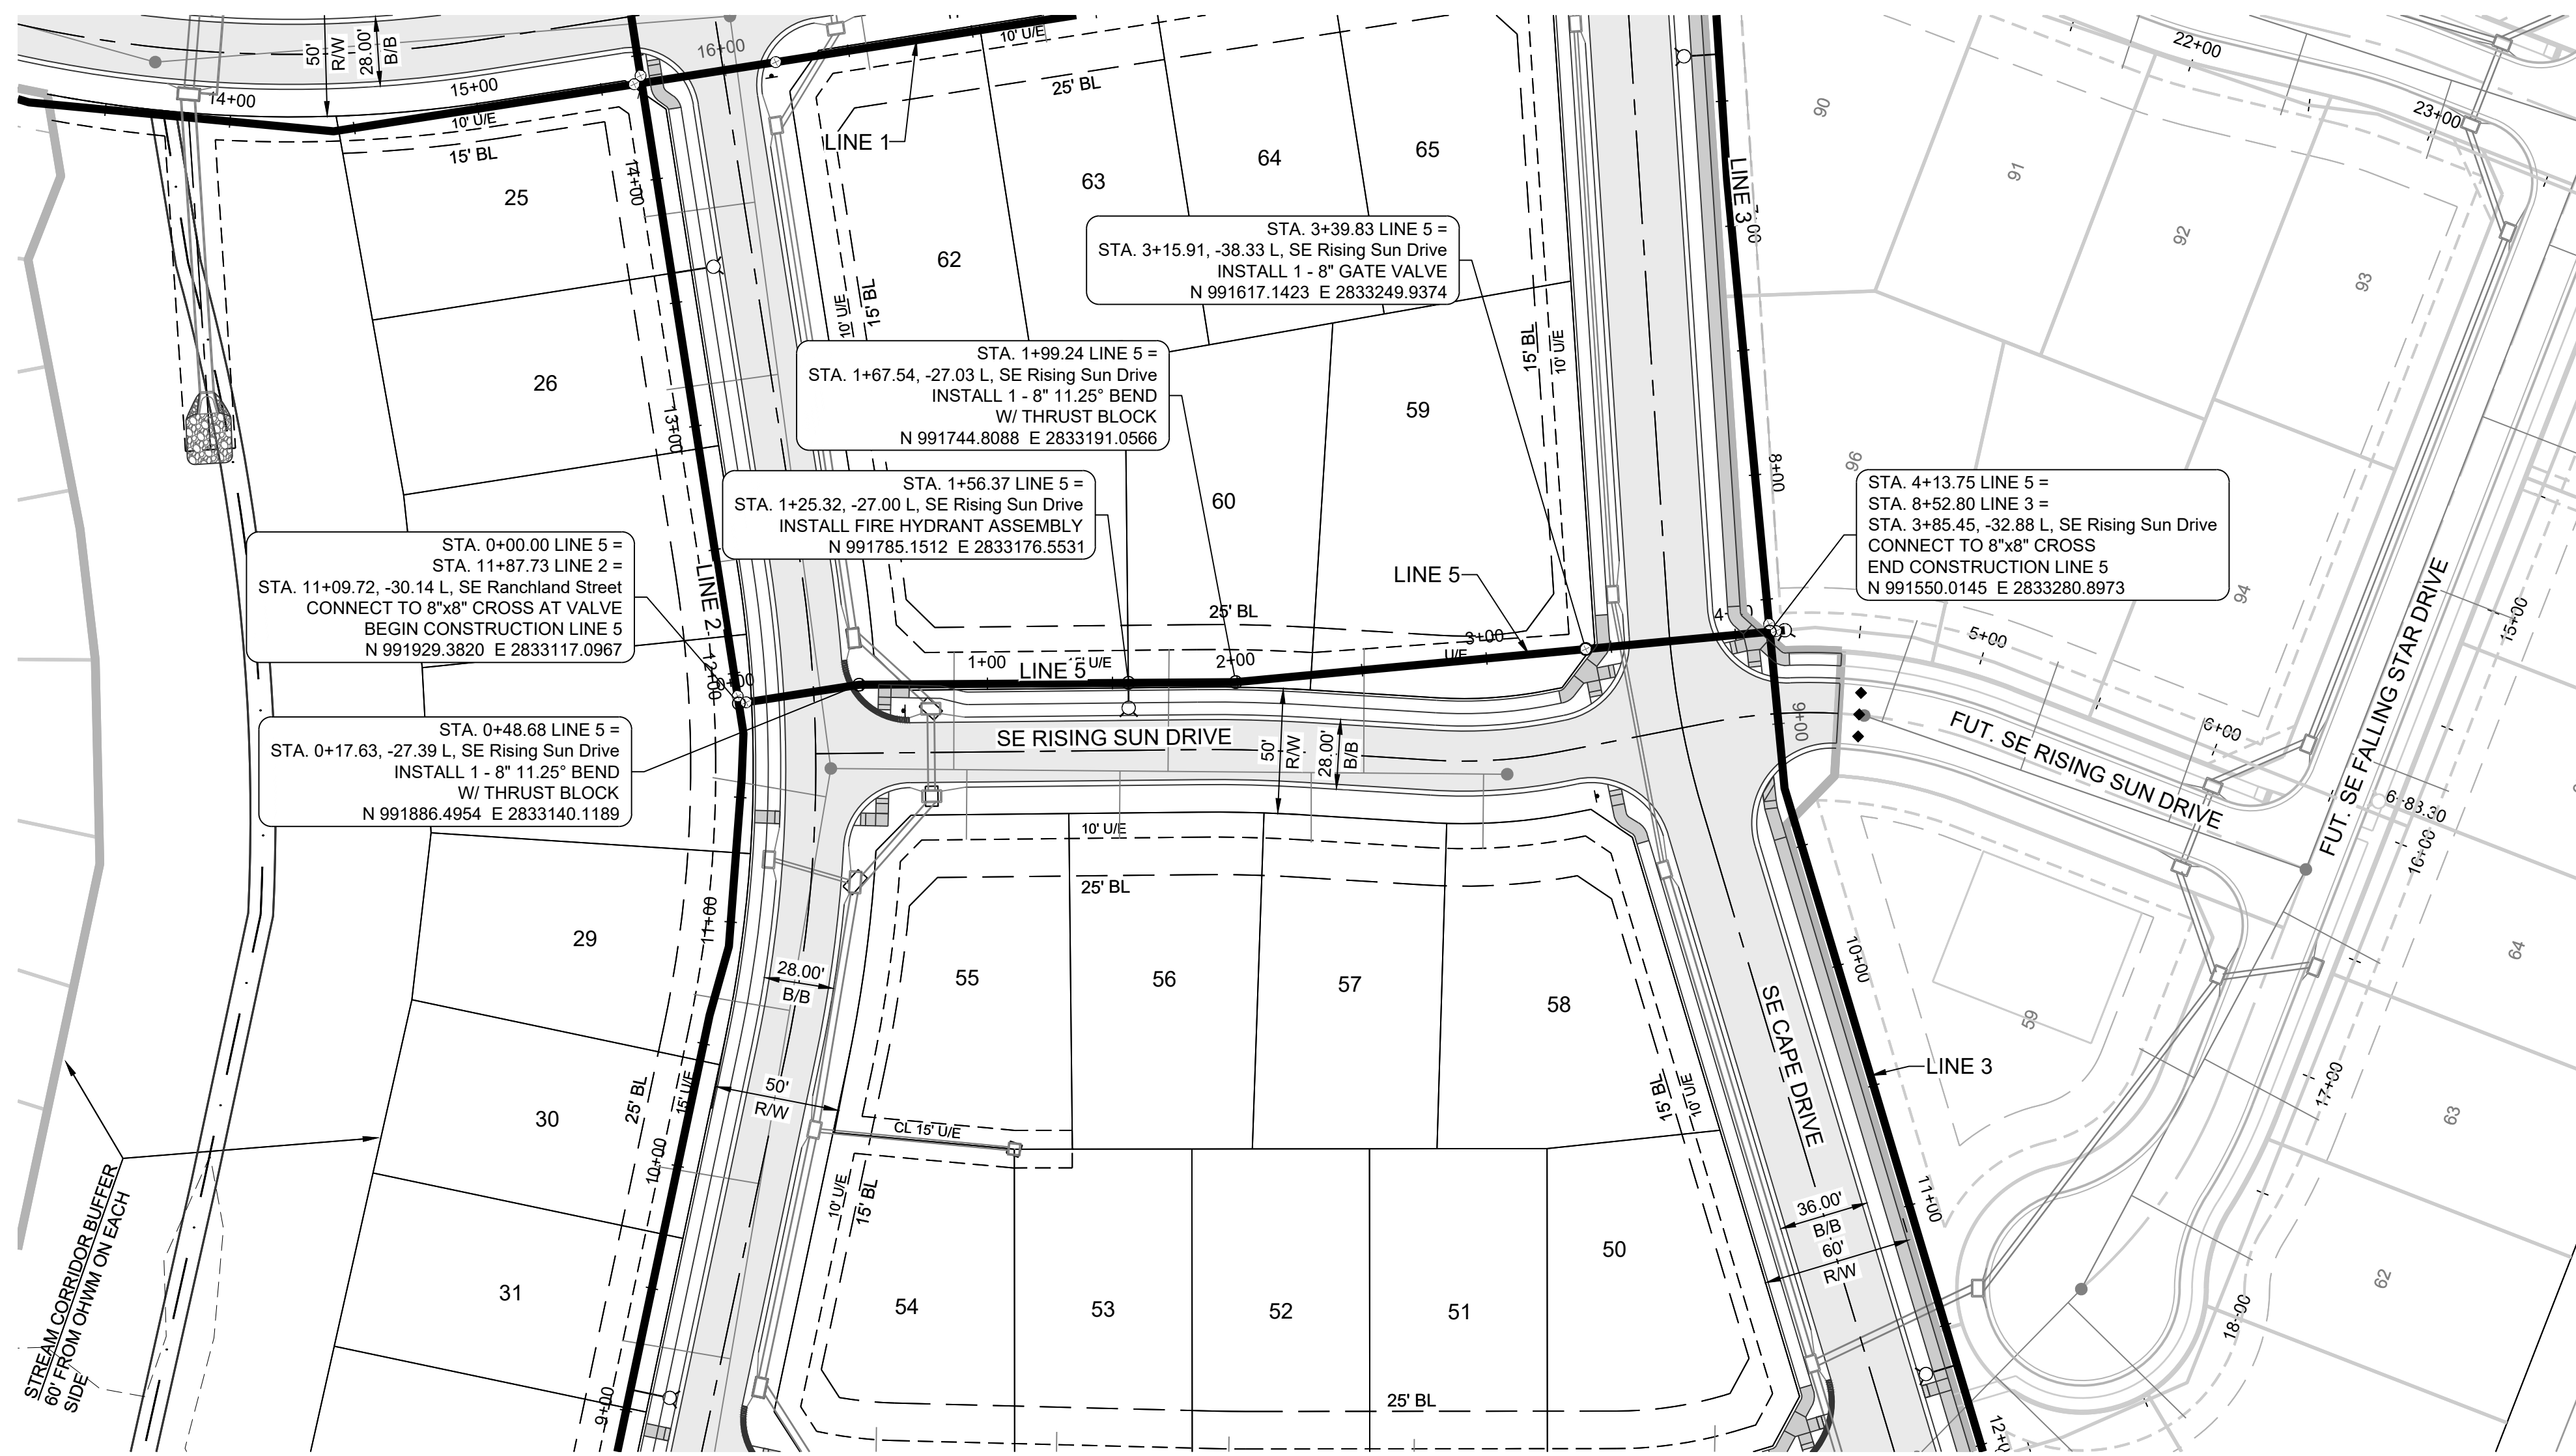 50'
R/W
28.00'
B/B
16+00
10' U/E
25' BL
22+00
14+00
15+00
10' U/E
15' BL
LINE 1
23+00
90
91
92
93
25
14+00
62
63
64
65
LINE 3
STA. 3+39.83 LINE 5 =
STA. 3+15.91, -38.33 L, SE Rising Sun Drive
INSTALL 1 - 8" GATE VALVE
N 991617.1423 E 2833249.9374
10' U/E
15' BL
15' BL
10' U/E
STA. 1+99.24 LINE 5 =
STA. 1+67.54, -27.03 L, SE Rising Sun Drive
INSTALL 1 - 8" 11.25° BEND
W/ THRUST BLOCK
N 991744.8088 E 2833191.0566
26
13+00
59
60
96
8+00
STA. 1+56.37 LINE 5 =
STA. 1+25.32, -27.00 L, SE Rising Sun Drive
INSTALL FIRE HYDRANT ASSEMBLY
N 991785.1512 E 2833176.5531
STA. 4+13.75 LINE 5 =
STA. 8+52.80 LINE 3 =
STA. 3+85.45, -32.88 L, SE Rising Sun Drive
CONNECT TO 8"x8" CROSS
END CONSTRUCTION LINE 5
N 991550.0145 E 2833280.8973
STA. 0+00.00 LINE 5 =
STA. 11+87.73 LINE 2 =
STA. 11+09.72, -30.14 L, SE Ranchland Street
CONNECT TO 8"x8" CROSS AT VALVE
BEGIN CONSTRUCTION LINE 5
N 991929.3820 E 2833117.0967
LINE 2
12+00
LINE 5
25' BL
94
1+00
LINE 5
U/E
2+00
3+00
U/E
5+00
15+00
STA. 0+48.68 LINE 5 =
STA. 0+17.63, -27.39 L, SE Rising Sun Drive
INSTALL 1 - 8" 11.25° BEND
W/ THRUST BLOCK
N 991886.4954 E 2833140.1189
SE RISING SUN DRIVE
50'
R/W
28.00'
B/B
9+00
FUT. SE RISING SUN DRIVE
6+00
FUT. SE FALLING STAR DRIVE
6+83.30
16+00
10' U/E
25' BL
11+00
29
28.00'
B/B
55
56
57
58
10+00
SE CAPE DRIVE
59
64
LINE 3
25' BL
15' U/E
50'
R/W
30
CL 15' U/E
15' BL
10' U/E
17+00
63
10+00
10' U/E
15' BL
11+00
36.00'
B/B
60'
R/W
STREAM CORRIDOR BUFFER
60' FROM OHWM ON EACH
SIDE
31
54
53
52
51
50
62
18+00
9+00
25' BL